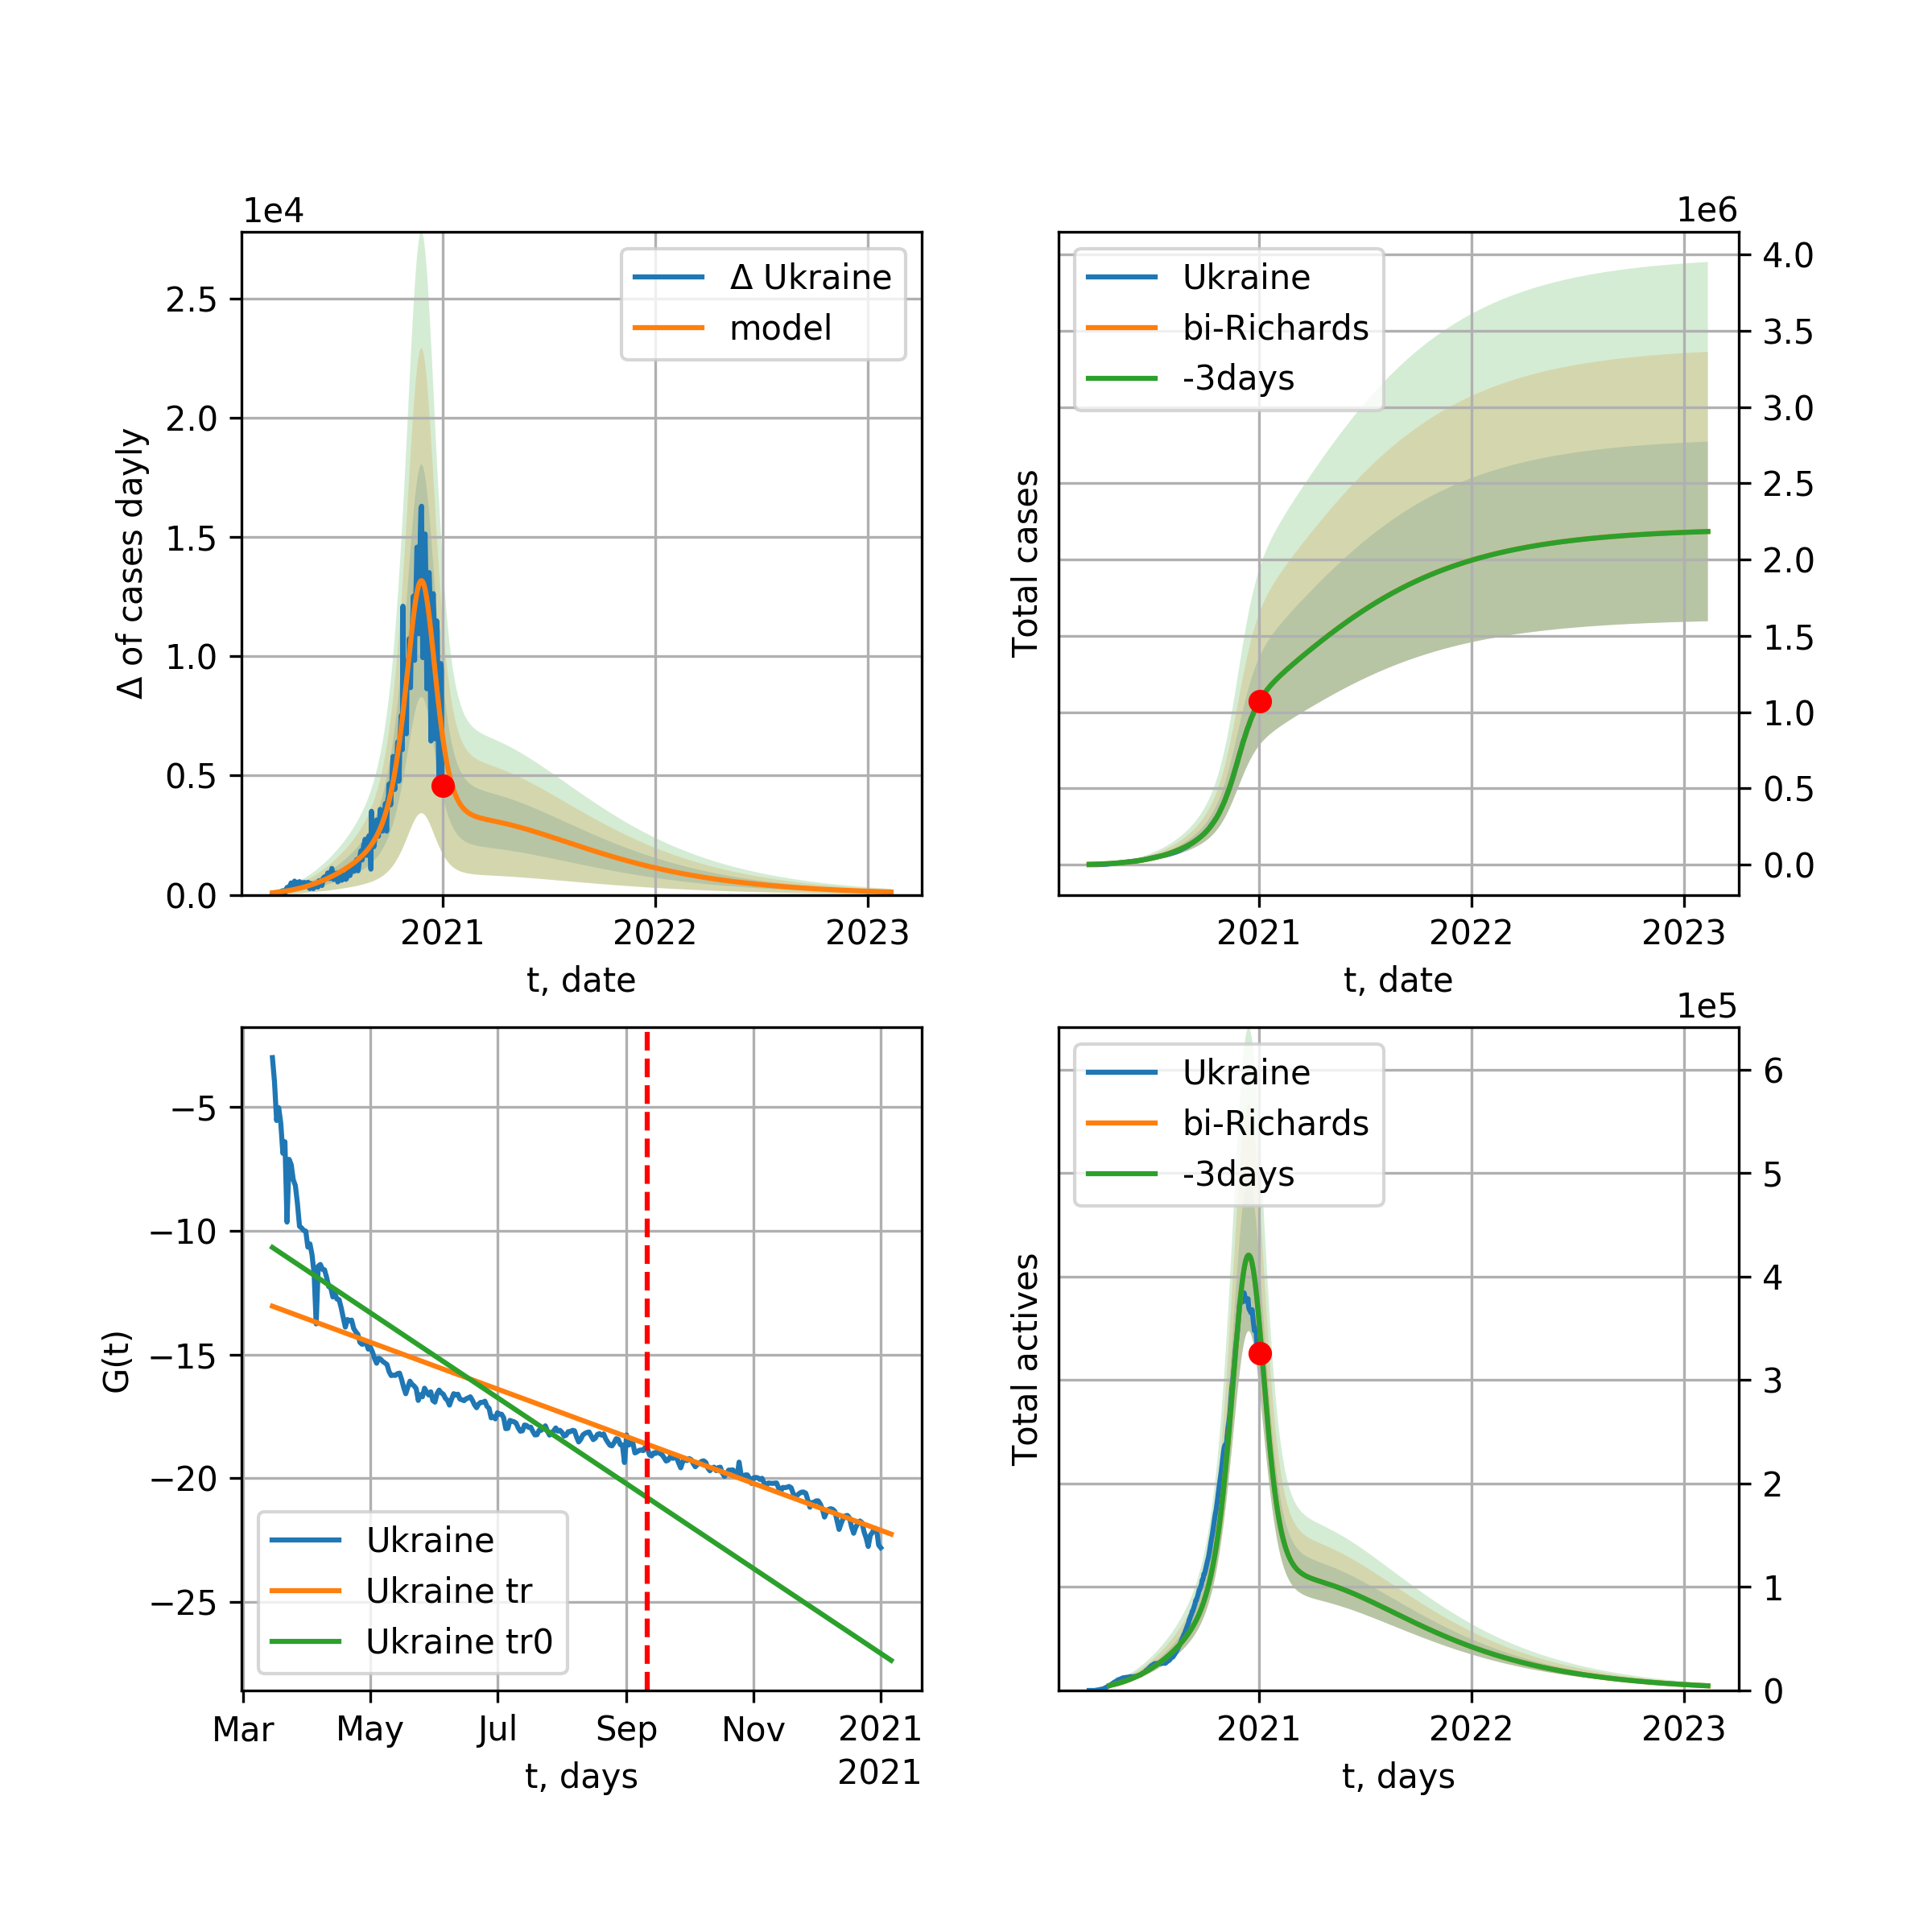 1e4
Δ of cases dayly
2.5
2.0
1.5
1.0
0.5
0.0
Δ Ukraine
model
2021 2022 2023
t, date
1e6
Total cases
Ukraine
bi-Richards
-3days
4.0
3.5
3.0
2.5
2.0
1.5
1.0
0.5
0.0
2021 2022 2023
t, date
G(t)
−5
−10
−15
−20
−25
Ukraine
Ukraine tr
Ukraine tr0
Mar May Jul Sep Nov 2021
2021
t, days
1e5
Total actives
Ukraine
bi-Richards
-3days
6
5
4
3
2
1
0
2021 2022 2023
t, days